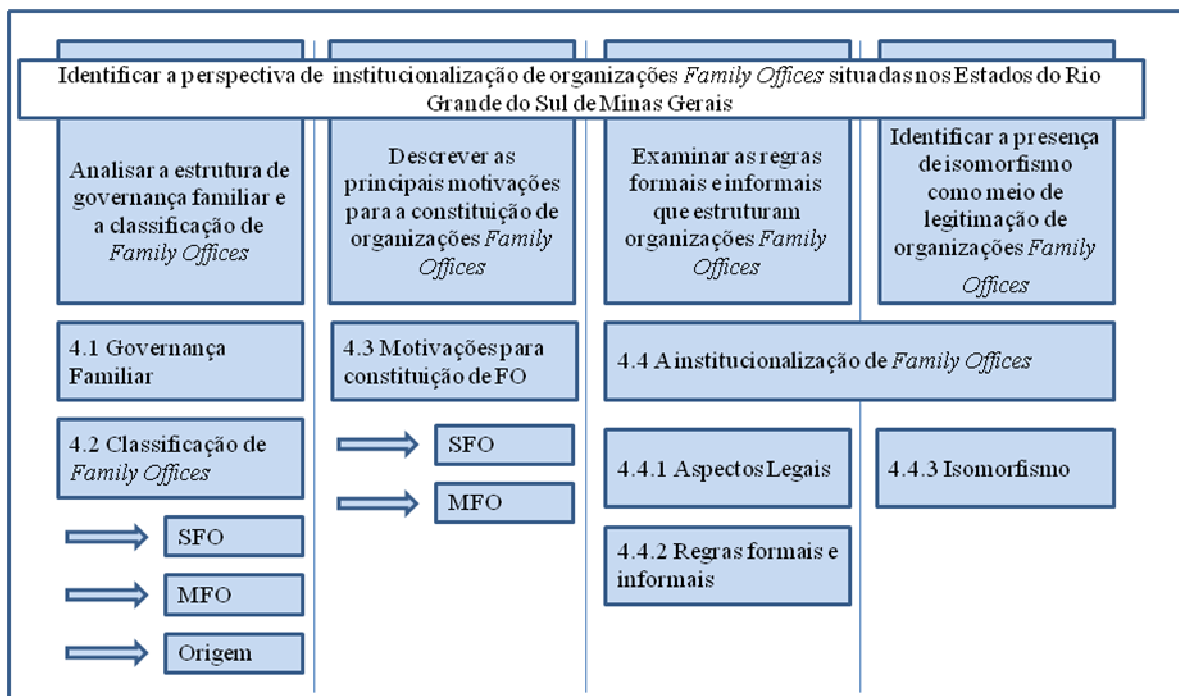 Identificar a perspectiva de institucionalização de organizações Family Offices situadas nos Estados do Rio
Grande do Sul de Minas Gerais
Analisar a estrutura de
governança familiar e
a classificação de
Family Offices
Descrever as
principais motivações
para a constituição de
organizações Family
Offices
Examinar as regras
formais e informais
que estruturam
organizações Family
Offices
Identificar a presença
de isomorfismo
como meio de
legitimação de
organizações Family
Offices
4.1 Governança
Familiar
4.2 Classificação de
Family Offices
SFO
MFO
Origem
4.3 Motivações para
constituição de FO
SFO
MFO
4.4 A institucionalização de Family Offices
4.4.1 Aspectos Legais
4.4.2 Regras formais e
informais
4.4.3 Isomorfismo